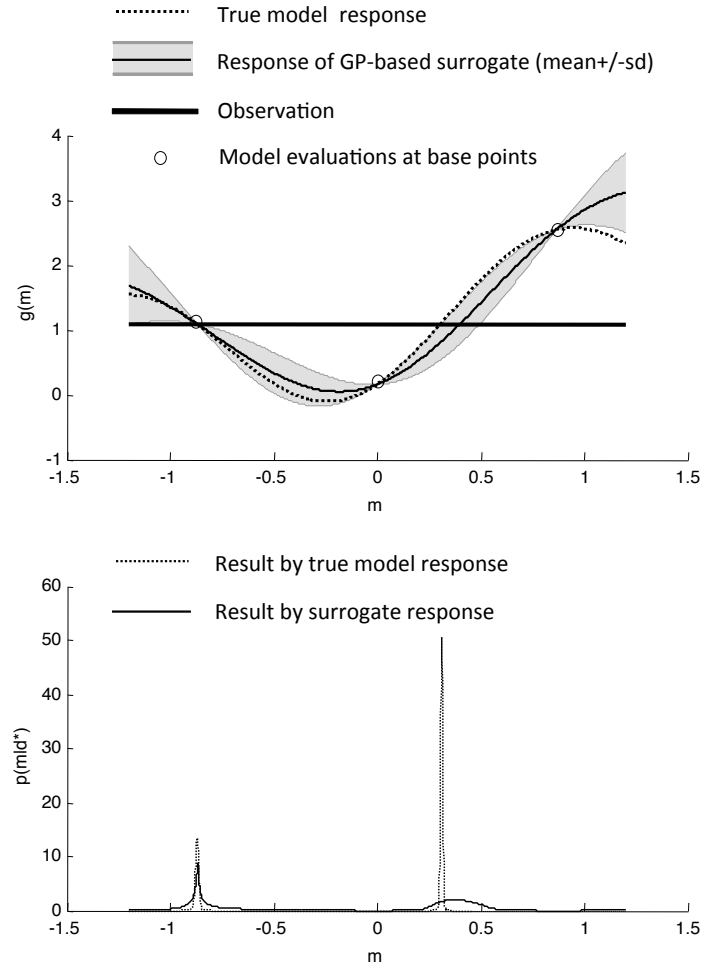 True model response
Response of GP-based surrogate (mean+/-sd)
Observation
Model evaluations at base points
4
3
2
1
0
-1
g(m)
-1.5 -1 -0.5 0 0.5 1 1.5
m
Result by true model response
Result by surrogate response
60
50
40
30
20
10
0
p(mld*)
-1.5 -1 -0.5 0 0.5 1 1.5
m